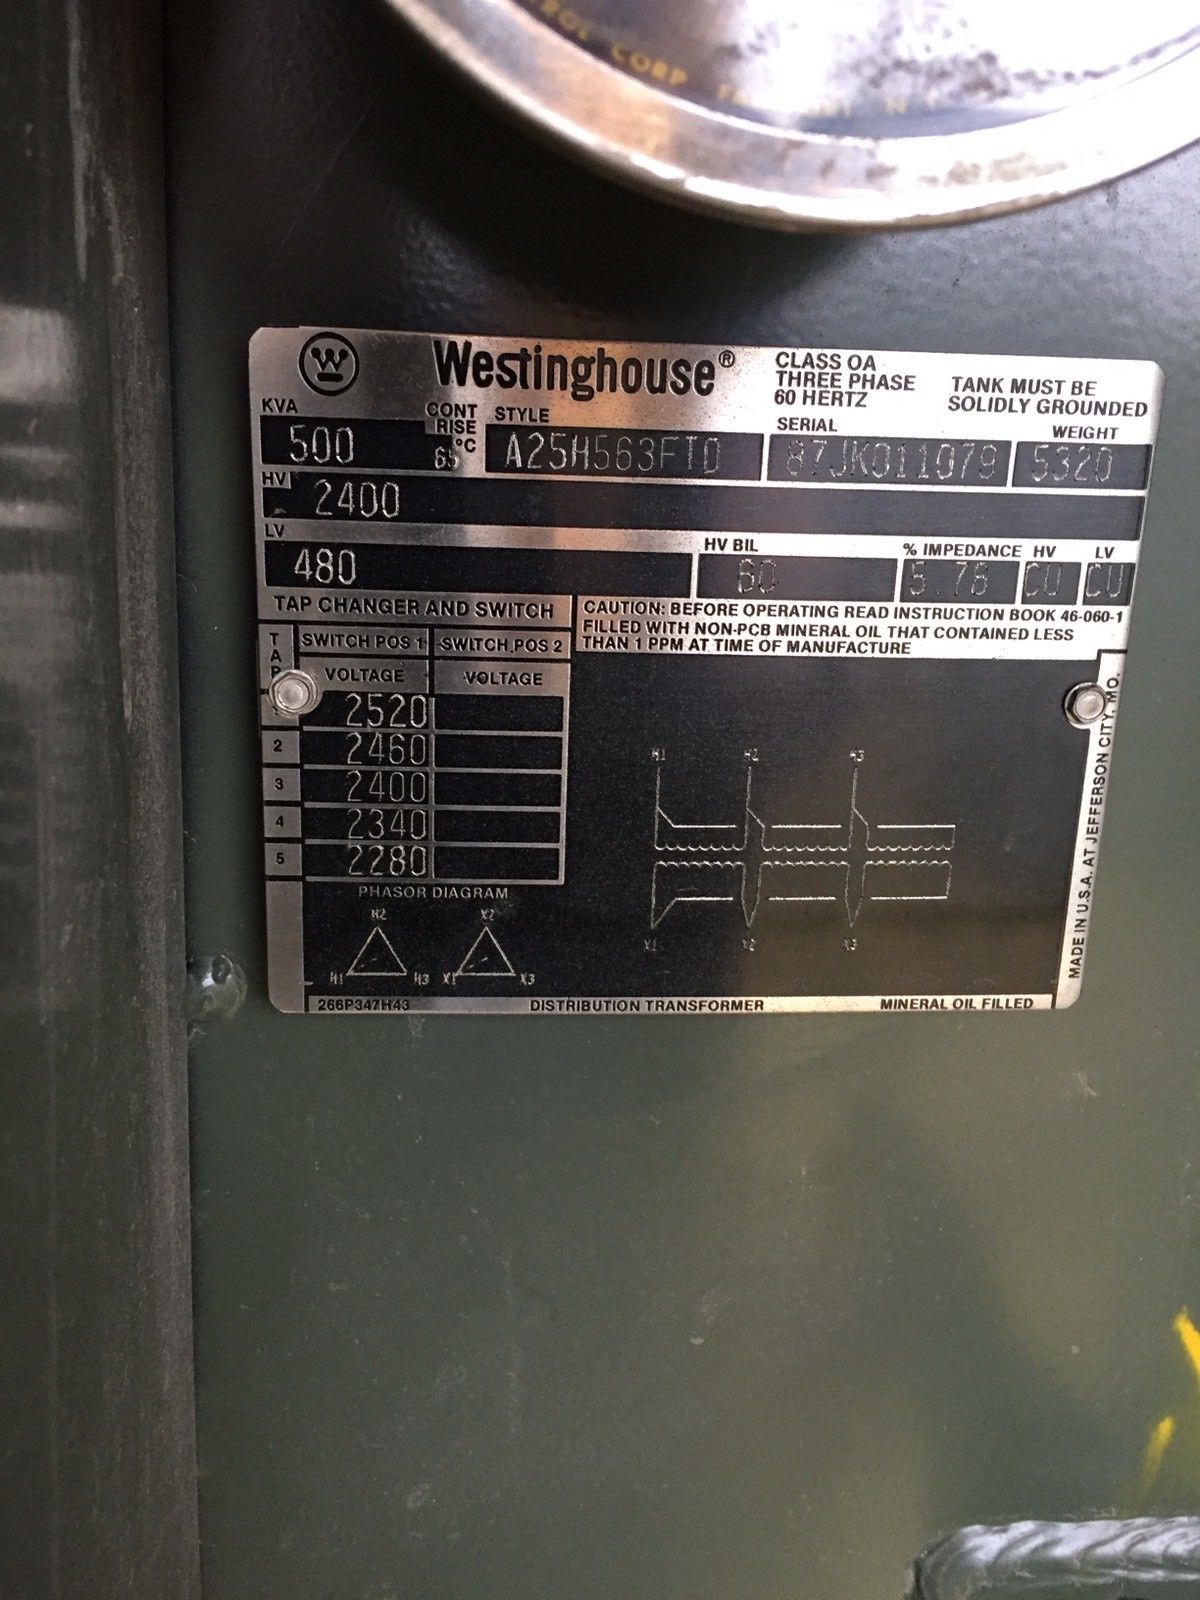 CORP
Westinghouse®
CLASS OA
THREE PHASE
60 HERTZ
TANK MUST BE
SOLIDLY GROUNDED
KVA
500
CONT
RISE
65 °C
STYLE
A25H563FTD
SERIAL
87JK011079
WEIGHT
5320
HV
2400
LV
480
HV BIL
60
% IMPEDANCE HV LV
5.78 CU CU
TAP CHANGER AND SWITCH
CAUTION: BEFORE OPERATING READ INSTRUCTION BOOK 46-060-1
FILLED WITH NON-PCB MINERAL OIL THAT CONTAINED LESS
THAN 1 PPM AT TIME OF MANUFACTURE
TAP
SWITCH POS 1 SWITCH POS 2
VOLTAGE VOLTAGE
2520
2 2460
3 2400
4 2340
5 2280
PHASOR DIAGRAM
H2 X2
H1 H3 X1 X3
H1 H2 H3
X1 X2 X3
MADE IN U.S.A. AT JEFFERSON CITY, MO.
266P347H43 DISTRIBUTION TRANSFORMER MINERAL OIL FILLED